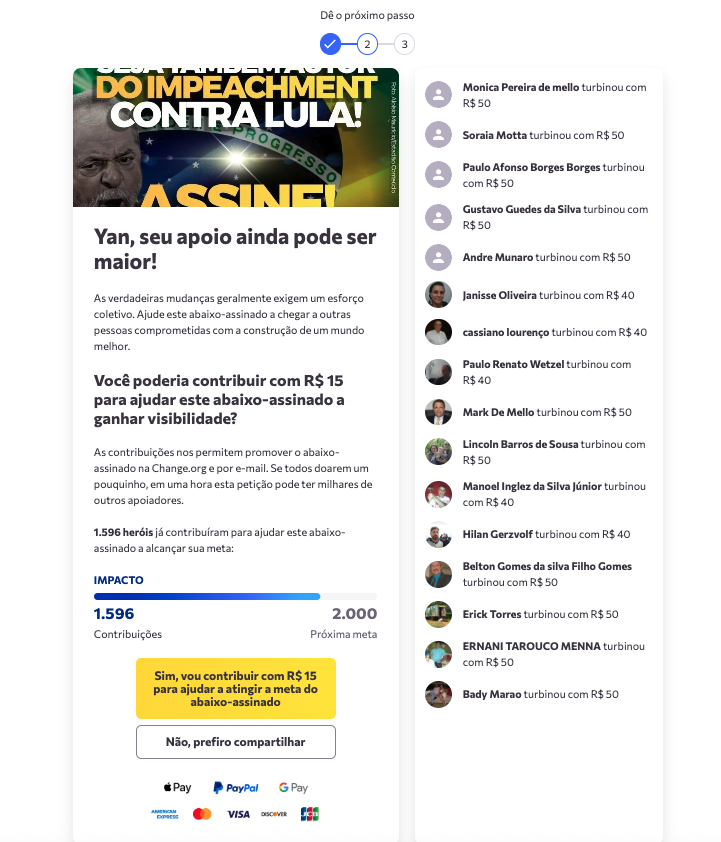 Dê o próximo passo
2
3
SEJA TAMBÉM AUTOR
DO IMPEACHMENT
CONTRA LULA!
E PROGRESSO
ASSINE!
Yan, seu apoio ainda pode ser
maior!
As verdadeiras mudanças geralmente exigem um esforço
coletivo. Ajude este abaixo-assinado a chegar a outras
pessoas comprometidas com a construção de um mundo
melhor.
Você poderia contribuir com R$ 15
para ajudar este abaixo-assinado a
ganhar visibilidade?
As contribuições nos permitem promover o abaixo-
assinado na Change.org e por e-mail. Se todos doarem um
pouquinho, em uma hora esta petição pode ter milhares de
outros apoiadores.
1.596 heróis já contribuíram para ajudar este abaixo-
assinado a alcançar sua meta:
IMPACTO
1.596
2.000
Contribuições
Próxima meta
Sim, vou contribuir com R$ 15
para ajudar a atingir a meta do
abaixo-assinado
Não, prefiro compartilhar
Pay
PayPal
G Pay
AMERICAN
EXPRESS
VISA
DISCOVER
JCB
Monica Pereira de mello turbinou com
R$ 50
Soraia Motta turbinou com R$ 50
Paulo Afonso Borges Borges turbinou
com R$ 50
Gustavo Guedes da Silva turbinou com
R$ 50
Andre Munaro turbinou com R$ 50
Janisse Oliveira turbinou com R$ 40
cassiano lourenço turbinou com R$ 40
Paulo Renato Wetzel turbinou com
R$ 40
Mark De Mello turbinou com R$ 50
Lincoln Barros de Sousa turbinou com
R$ 50
Manoel Inglez da Silva Júnior turbinou
com R$ 40
Hilan Gerzvolf turbinou com R$ 40
Belton Gomes da silva Filho Gomes
turbinou com R$ 50
Erick Torres turbinou com R$ 50
ERNANI TAROUCO MENNA turbinou
com R$ 50
Bady Marao turbinou com R$ 50